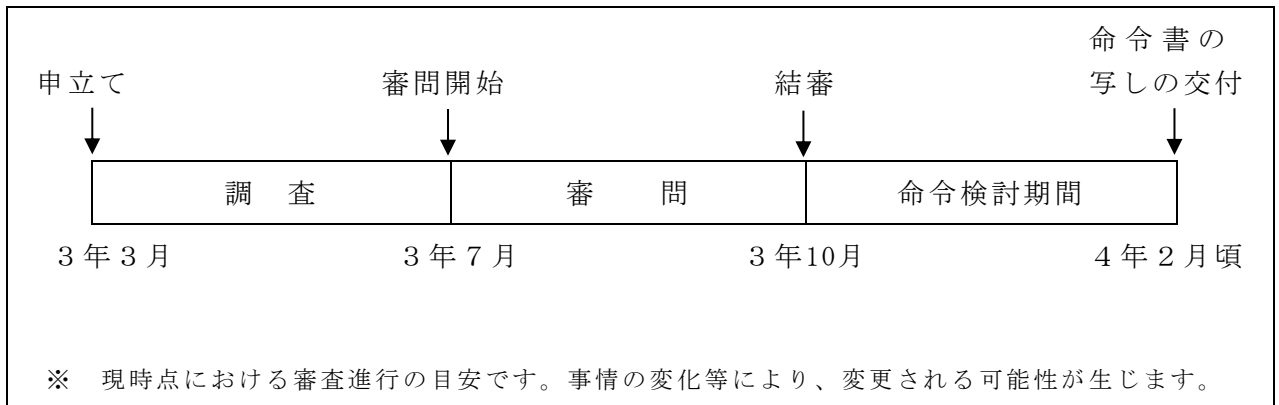 命令書の
申立て 審問開始 結審 写しの交付
調 査 審 問 命令検討期間
3年3月 3年7月 3年10月 4年2月頃
※ 現時点における審査進行の目安です。事情の変化等により、変更される可能性が生じます。